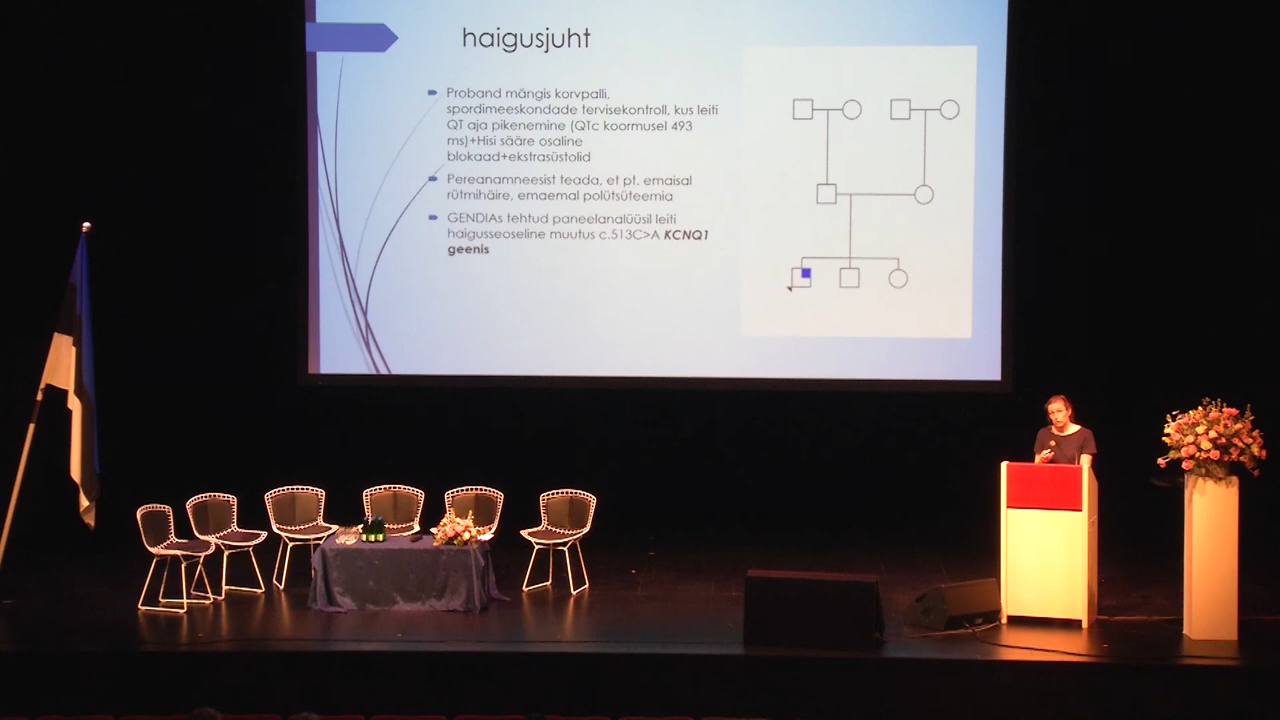 haigusjuht
Proband mängis korvpalli,
spordimeeskondade tervisekontroll, kus leiti
QT aja pikenemine (QTc koormusel 493
ms)+Hisi sääre osaline
blokaad+ekstrasüstolid
Pereanamneesist teada, et pt. emaisal
rütmihäire, emaemal polütsüteemia
GENDIAs tehtud paneelanalüüsil leiti
haigusseoseline muutus c.513C>A KCNQ1
geenis